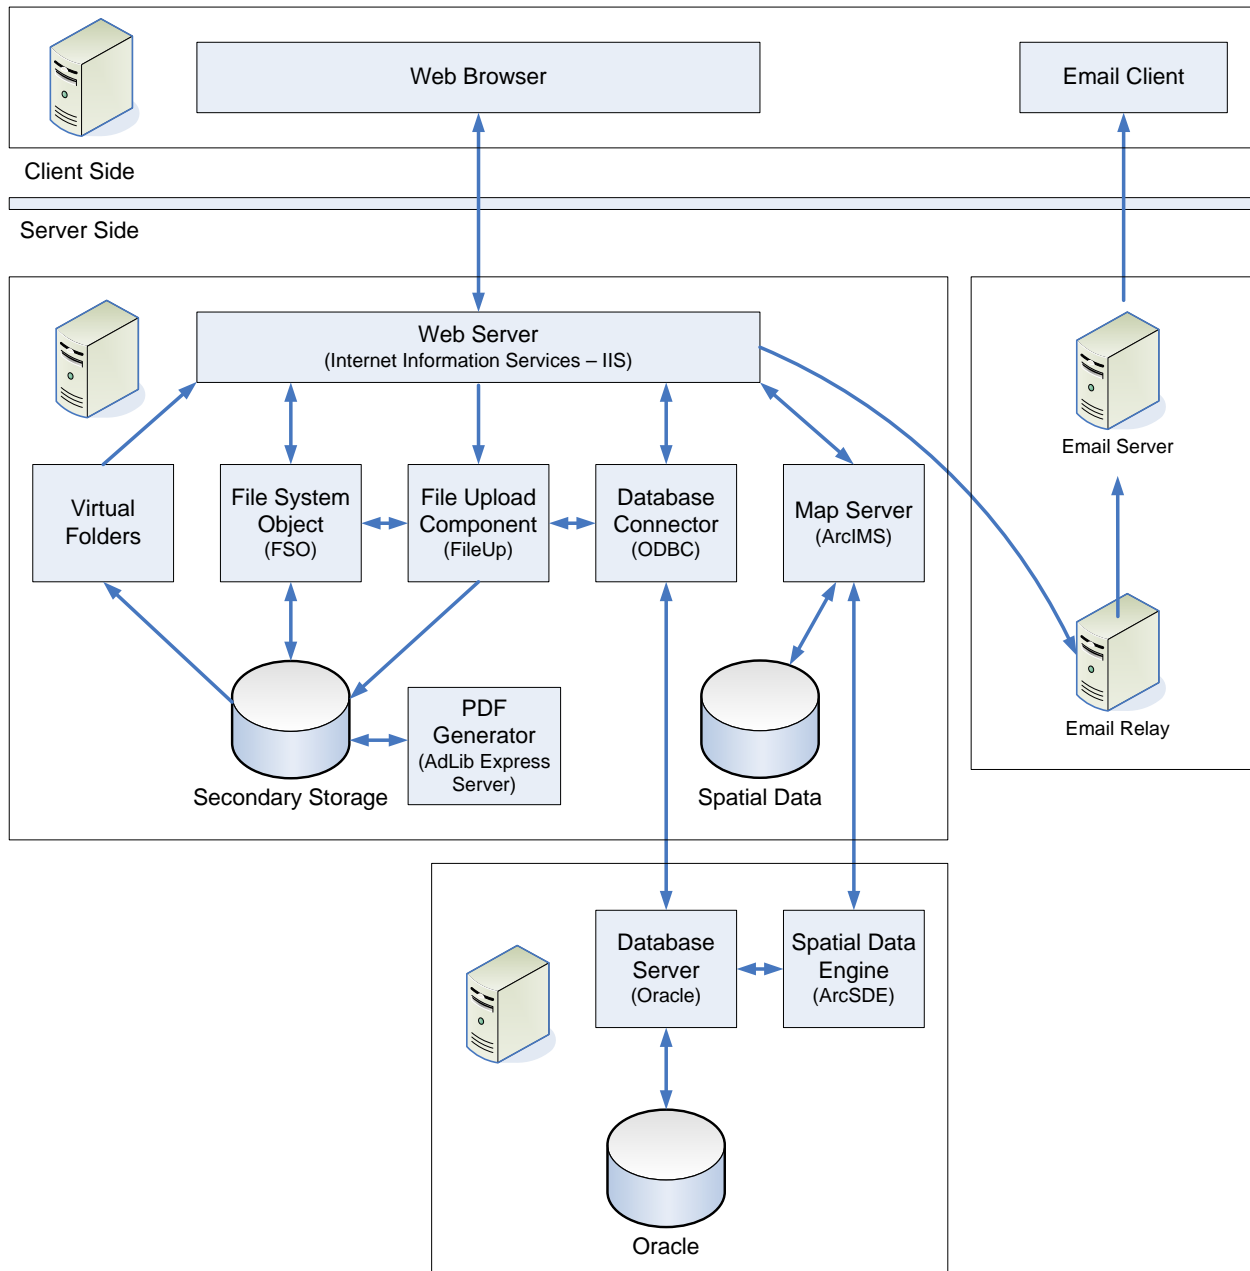 Web Browser
Email Client
Client Side
Server Side
Web Server
(Internet Information Services – IIS)
Email Server
Virtual
Folders
File System
Object
(FSO)
File Upload
Component
(FileUp)
Database
Connector
(ODBC)
Map Server
(ArcIMS)
Email Relay
PDF
Generator
(AdLib Express
Server)
Secondary Storage
Spatial Data
Database
Server
(Oracle)
Spatial Data
Engine
(ArcSDE)
Oracle